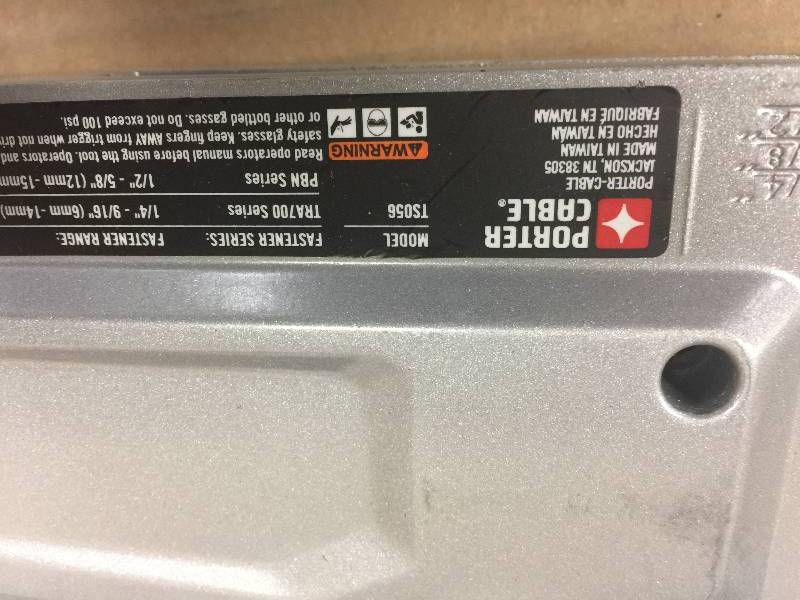 PORTER
CABLE®
PORTER-CABLE
JACKSON, TN 38305
MADE IN TAIWAN
HECHO EN TAIWAN
FABRIQUÉ EN TAIWAN
MODEL
TS056
FASTENER SERIES:
FASTENER RANGE:
TRA700 Series
1/4" - 9/16" (6mm -14mm)
PBN Series
1/2" - 5/8" (12mm -15mm
WARNING
Read operators manual before using the tool. Operators and
safety glasses. Keep fingers AWAY from trigger when not
or other bottled gasses. Do not exceed 100 psi.